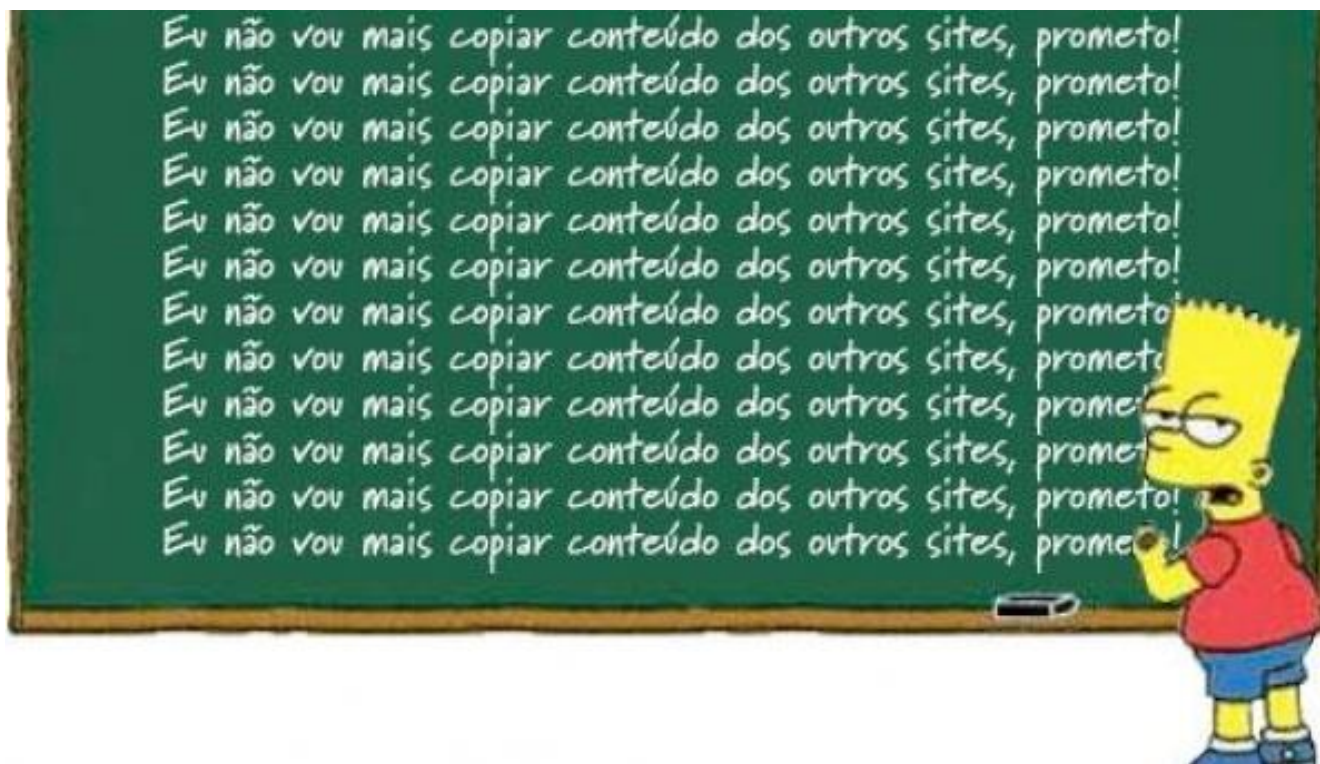 Eu não vou mais copiar conteúdo dos outros sites, prometo!
Eu não vou mais copiar conteúdo dos outros sites, prometo!
Eu não vou mais copiar conteúdo dos outros sites, prometo!
Eu não vou mais copiar conteúdo dos outros sites, prometo!
Eu não vou mais copiar conteúdo dos outros sites, prometo!
Eu não vou mais copiar conteúdo dos outros sites, prometo!
Eu não vou mais copiar conteúdo dos outros sites, prometo
Eu não vou mais copiar conteúdo dos outros sites, prometo
Eu não vou mais copiar conteúdo dos outros sites, prome
Eu não vou mais copiar conteúdo dos outros sites, promet
Eu não vou mais copiar conteúdo dos outros sites, prometo!
Eu não vou mais copiar conteúdo dos outros sites, prome !